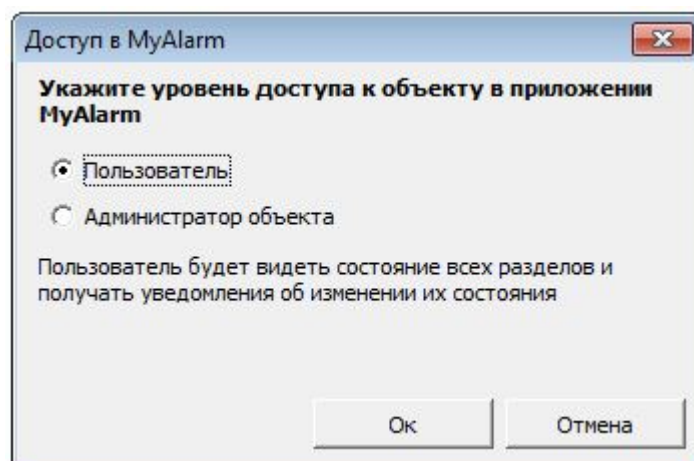 Доступ в MyAlarm
Укажите уровень доступа к объекту в приложении
MyAlarm
Пользователь
Администратор объекта
Пользователь будет видеть состояние всех разделов и
получать уведомления об изменении их состояния
Ок
Отмена